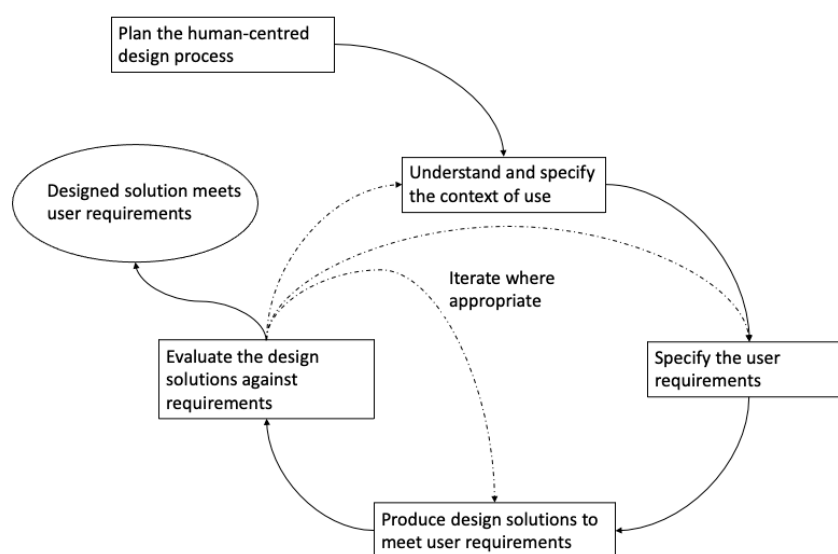 Plan the human-centred
design process
Understand and specify
the context of use
Designed solution meets
user requirements
Iterate where
appropriate
Evaluate the design
solutions against
requirements
Specify the user
requirements
Produce design solutions to
meet user requirements